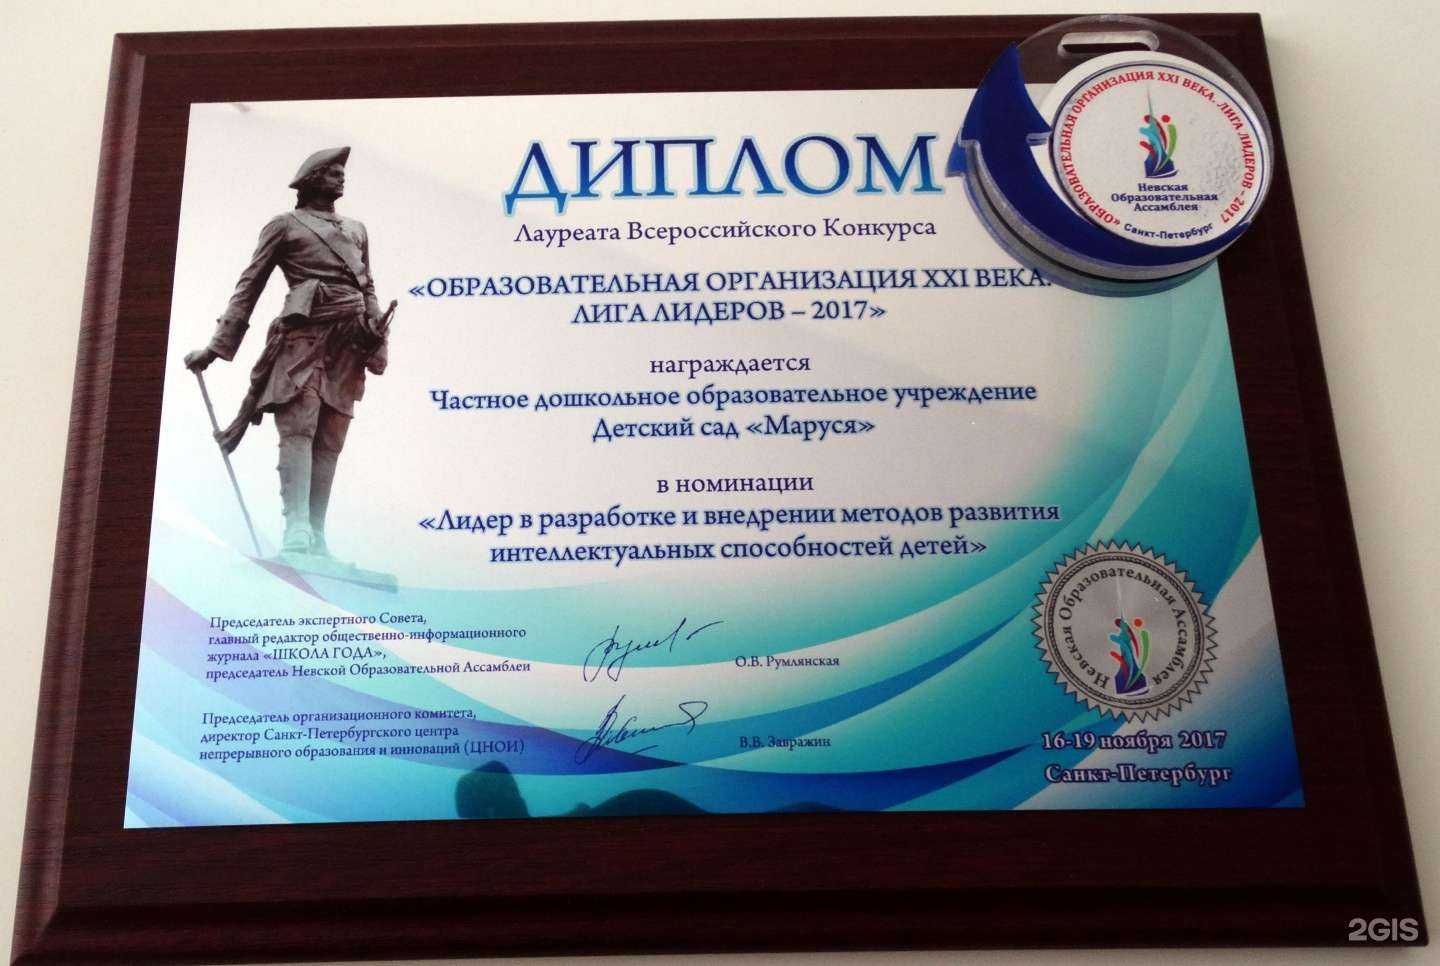 ДИПЛОМ
Лауреата Всероссийского Конкурса
«ОБРАЗОВАТЕЛЬНАЯ ОРГАНИЗАЦИЯ XXI ВЕКА.
ЛИГА ЛИДЕРОВ – 2017»
награждается
Частное дошкольное образовательное учреждение
Детский сад «Маруся»
в номинации
«Лидер в разработке и внедрении методов развития
интеллектуальных способностей детей»
Председатель экспертного Совета,
главный редактор общественно-информационного
журнала «ШКОЛА ГОДА»,
председатель Невской Образовательной Ассамблеи
О.В. Румлянская
Председатель организационного комитета,
директор Санкт-Петербургского центра
непрерывного образования и инноваций (ЦНОИ)
В.В. Завражин
Невская Образовательная Ассамблея
16-19 ноября 2017
Санкт-Петербург
«ОБРАЗОВАТЕЛЬНАЯ ОРГАНИЗАЦИЯ XXI ВЕКА. ЛИГА ЛИДЕРОВ - 2017
Невская
Образовательная
Ассамблея
Санкт-Петербург
2GIS